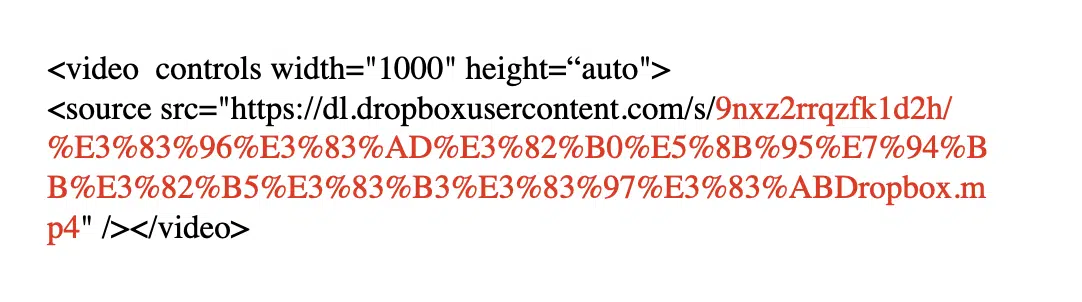 <video  controls width="1000" height=“auto">
<source src="https://dl.dropboxusercontent.com/s/9nxz2rrqzfk1d2h/
%E3%83%96%E3%83%AD%E3%82%B0%E5%8B%95%E7%94%B
B%E3%82%B5%E3%83%B3%E3%83%97%E3%83%ABDropbox.m
p4" /></video>